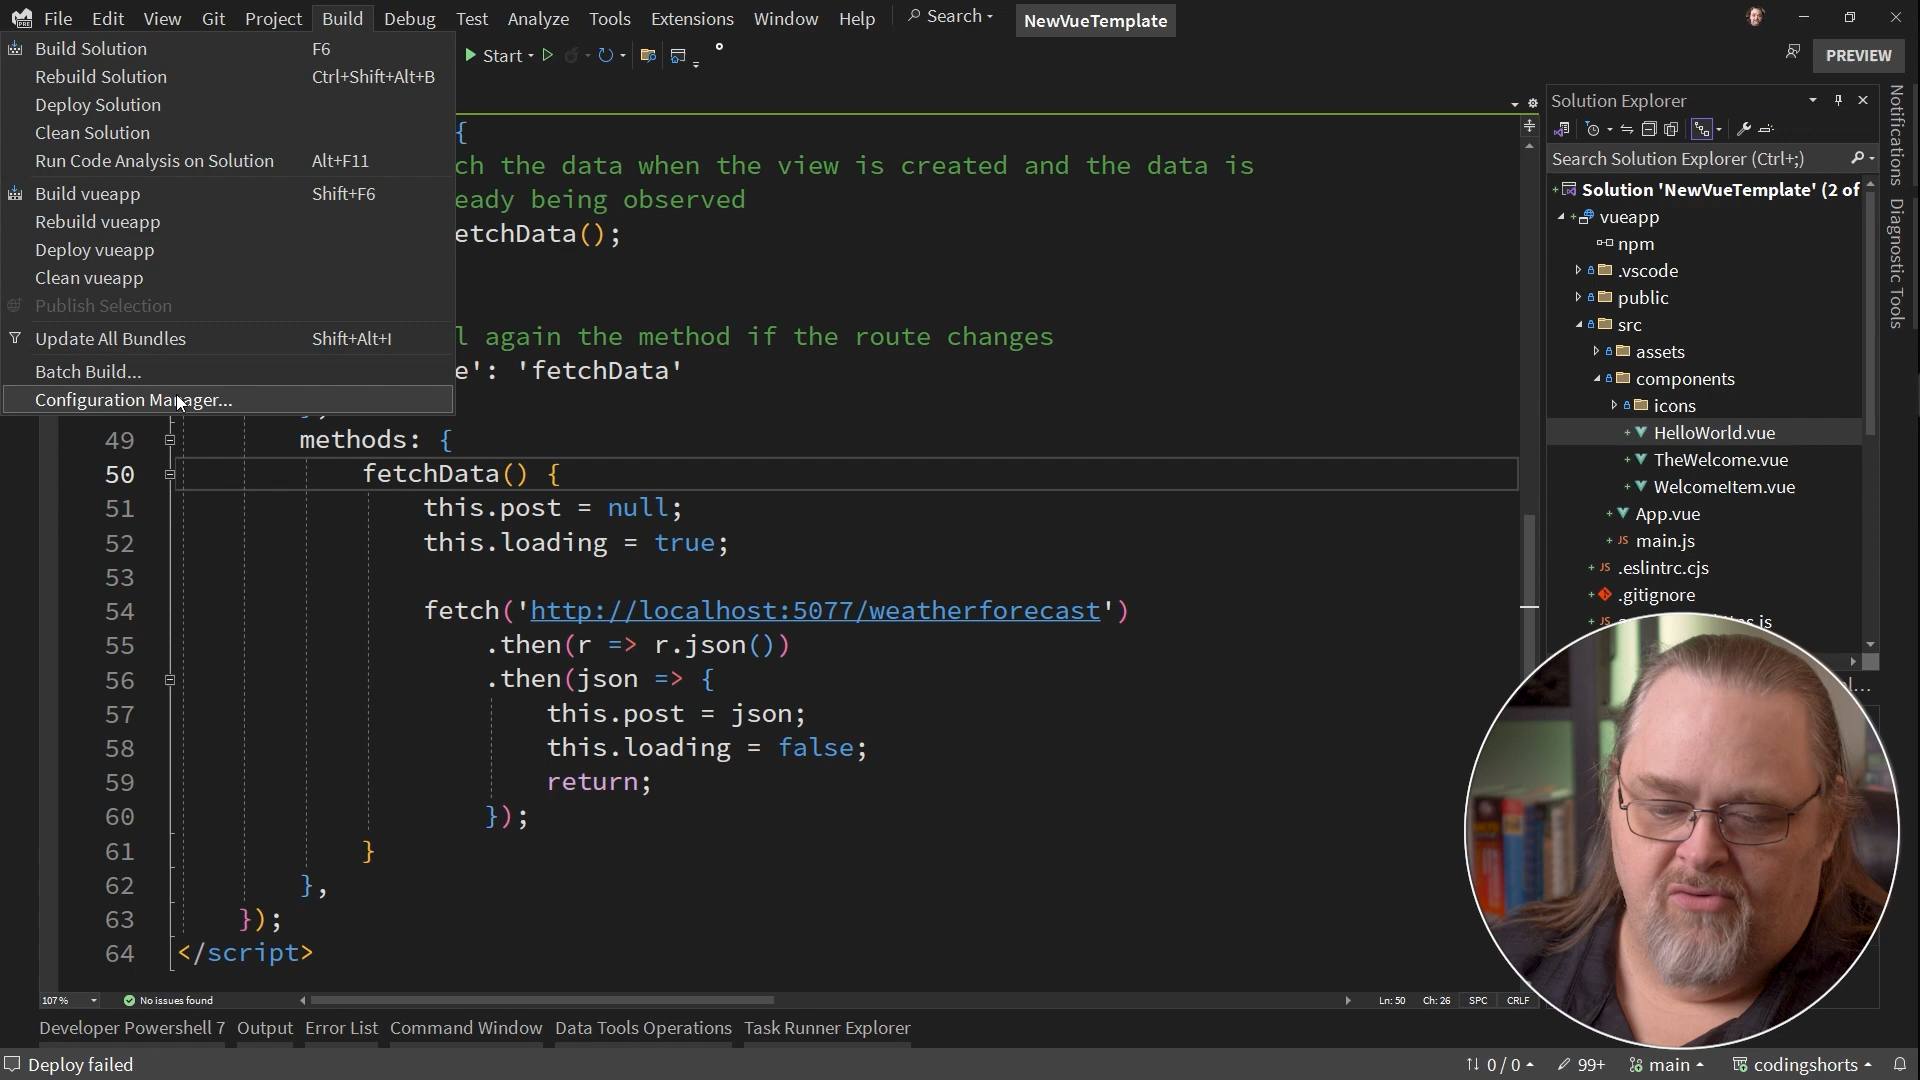 File Edit View Git Project Build Debug Test Analyze Tools Extensions Window Help Search NewVueTemplate
Start PREVIEW
Build Solution F6
Rebuild Solution Ctrl+Shift+Alt+B
Deploy Solution
Clean Solution
Run Code Analysis on Solution Alt+F11
Build vueapp Shift+F6
Rebuild vueapp
Deploy vueapp
Clean vueapp
Publish Selection
Update All Bundles Shift+Alt+I
Batch Build...
Configuration Manager...
{
ch the data when the view is created and the data is
eady being observed
etchData();
l again the method if the route changes
e': 'fetchData'
49 methods: {
50 fetchData() {
51 this.post = null;
52 this.loading = true;
53
54 fetch('http://localhost:5077/weatherforecast')
55 .then(r => r.json())
56 .then(json => {
57 this.post = json;
58 this.loading = false;
59 return;
60 });
61 }
62 },
63 });
64 </script>
107 % No issues found Ln: 50 Ch: 26 SPC CRLF
Developer Powershell 7 Output Error List Command Window Data Tools Operations Task Runner Explorer
Deploy failed 0 / 0 99+ main codingshorts
Solution Explorer
Search Solution Explorer (Ctrl+;)
Solution 'NewVueTemplate' (2 of
vueapp
npm
.vscode
public
src
assets
components
icons
HelloWorld.vue
TheWelcome.vue
WelcomeItem.vue
App.vue
JS main.js
JS .eslintrc.cjs
.gitignore
Notifications
Diagnostic Tools